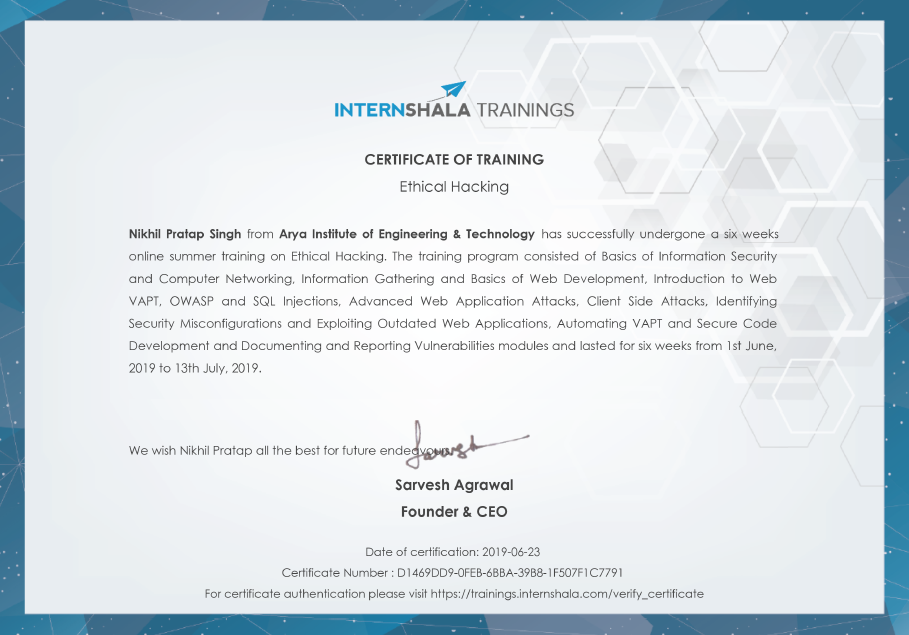 INTERNSHALA TRAININGS
CERTIFICATE OF TRAINING
Ethical Hacking
Nikhil Pratap Singh from Arya Institute of Engineering & Technology has successfully undergone a six weeks
online summer training on Ethical Hacking. The training program consisted of Basics of Information Security
and Computer Networking, Information Gathering and Basics of Web Development, Introduction to Web
VAPT, OWASP and SQL Injections, Advanced Web Application Attacks, Client Side Attacks, Identifying
Security Misconfigurations and Exploiting Outdated Web Applications, Automating VAPT and Secure Code
Development and Documenting and Reporting Vulnerabilities modules and lasted for six weeks from 1st June,
2019 to 13th July, 2019.
We wish Nikhil Pratap all the best for future endeavours.
Sarvesh Agrawal
Founder & CEO
Date of certification: 2019-06-23
Certificate Number : D1469DD9-0FEB-6BBA-39B8-1F507F1C7791
For certificate authentication please visit https://trainings.internshala.com/verify_certificate